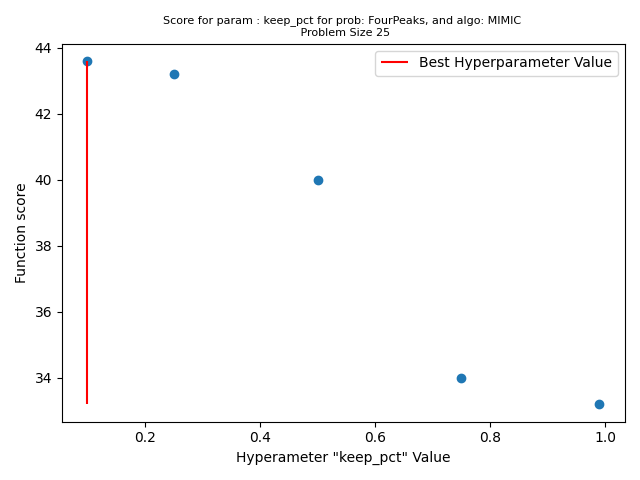 Score for param : keep_pct for prob: FourPeaks, and algo: MIMIC
Problem Size 25
Best Hyperparameter Value
44
42
40
38
36
34
Function score
0.2
0.4
0.6
0.8
1.0
Hyperameter "keep_pct" Value